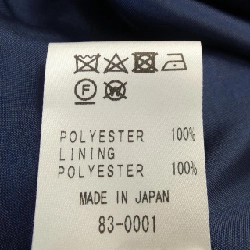 POLYESTER 100%
LINING
POLYESTER 100%
MADE IN JAPAN
83-0001